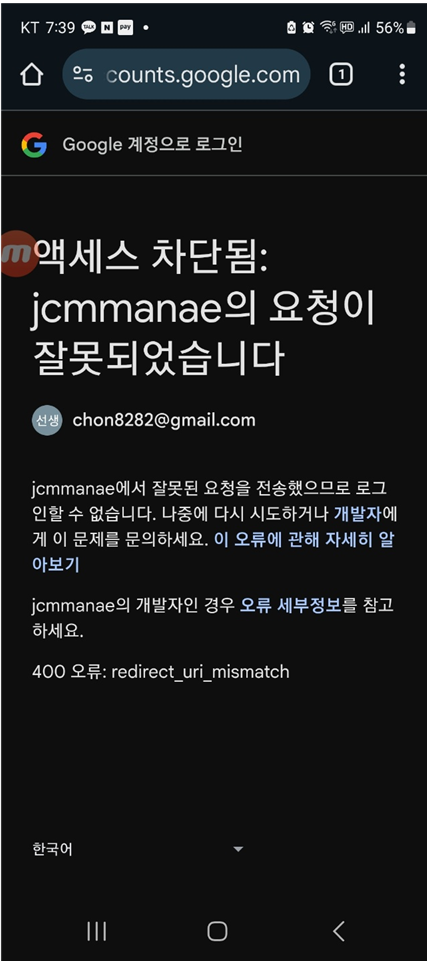 KT 7:39 TALK N pay
HD 56%
counts.google.com
1
Google 계정으로 로그인
액세스 차단됨:
jcmmanae의 요청이
잘못되었습니다
선생 chon8282@gmail.com
jcmmanae에서 잘못된 요청을 전송했으므로 로그
인할 수 없습니다. 나중에 다시 시도하거나 개발자에
게 이 문제를 문의하세요. 이 오류에 관해 자세히 알
아보기
jcmmanae의 개발자인 경우 오류 세부정보를 참고
하세요.
400 오류: redirect_uri_mismatch
한국어